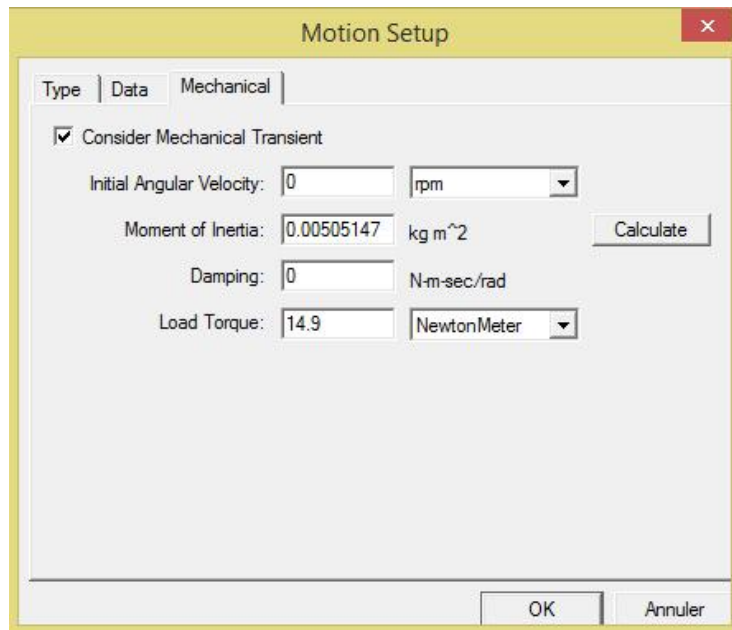 Motion Setup
Type Data Mechanical
Consider Mechanical Transient
Initial Angular Velocity: 0 rpm
Moment of Inertia: 0.00505147 kg m^2 Calculate
Damping: 0 N-m-sec/rad
Load Torque: 14.9 NewtonMeter
OK Annuler